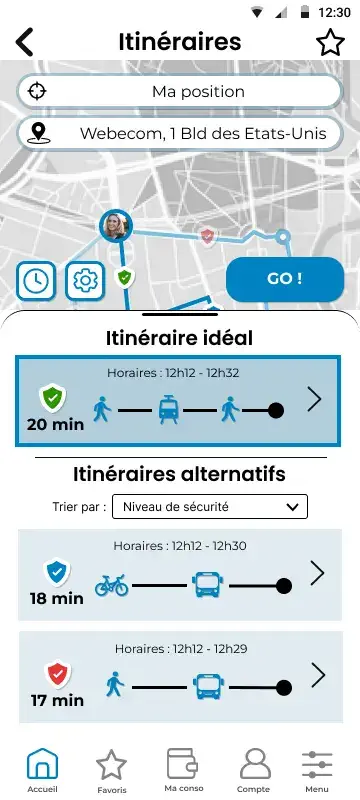 12:30
Itinéraires
Ma position
Webecom, 1 Bld des Etats-Unis
GO !
Itinéraire idéal
Horaires : 12h12 - 12h32
20 min
Itinéraires alternatifs
Trier par : Niveau de sécurité
Horaires : 12h12 - 12h30
18 min
Horaires : 12h12 - 12h29
17 min
Accueil Favoris Ma conso Compte Menu